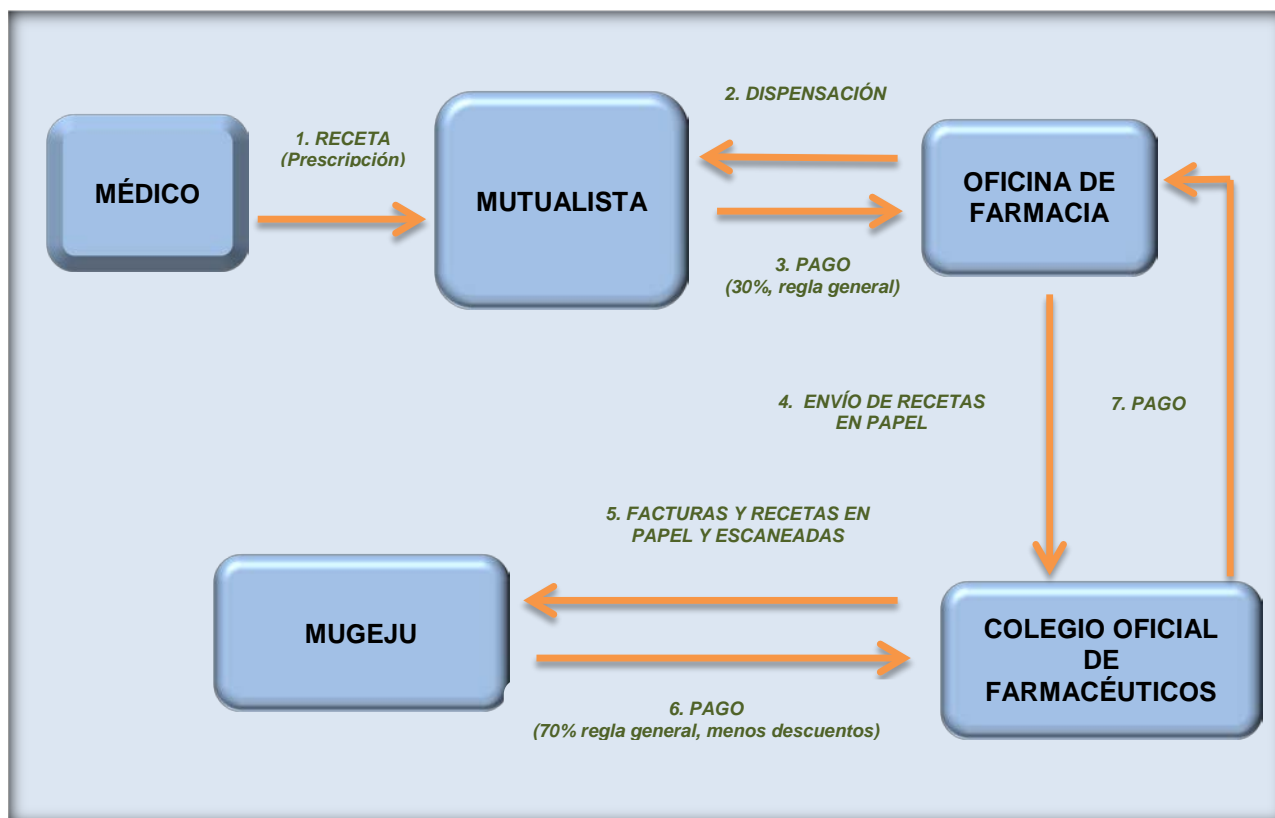 2. DISPENSACIÓN
1. RECETA
(Prescripción)
MÉDICO
MUTUALISTA
OFICINA DE
FARMACIA
3. PAGO
(30%, regla general)
4. ENVÍO DE RECETAS
EN PAPEL
7. PAGO
5. FACTURAS Y RECETAS EN
PAPEL Y ESCANEADAS
MUGEJU
COLEGIO OFICIAL
DE
FARMACÉUTICOS
6. PAGO
(70% regla general, menos descuentos)